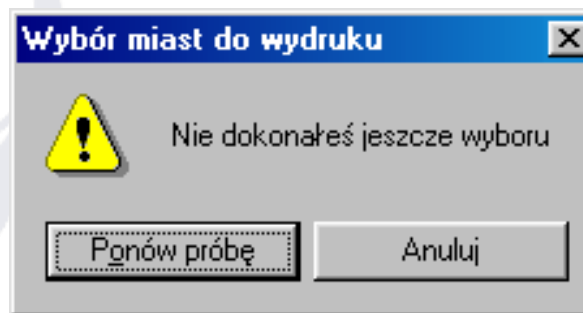 Wybór miast do wydruku
Nie dokonałeś jeszcze wyboru
Ponów próbę
Anuluj